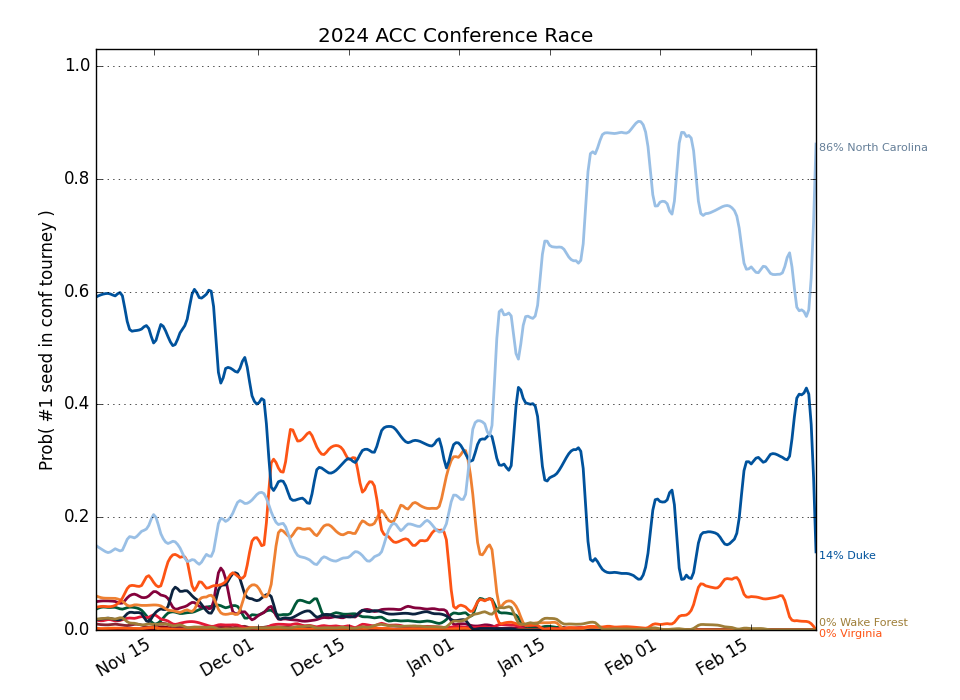 2024 ACC Conference Race
Prob( #1 seed in conf tourney )
1.0
0.8
0.6
0.4
0.2
0.0
86% North Carolina
14% Duke
0% Wake Forest
0% Virginia
Nov 15
Dec 01
Dec 15
Jan 01
Jan 15
Feb 01
Feb 15